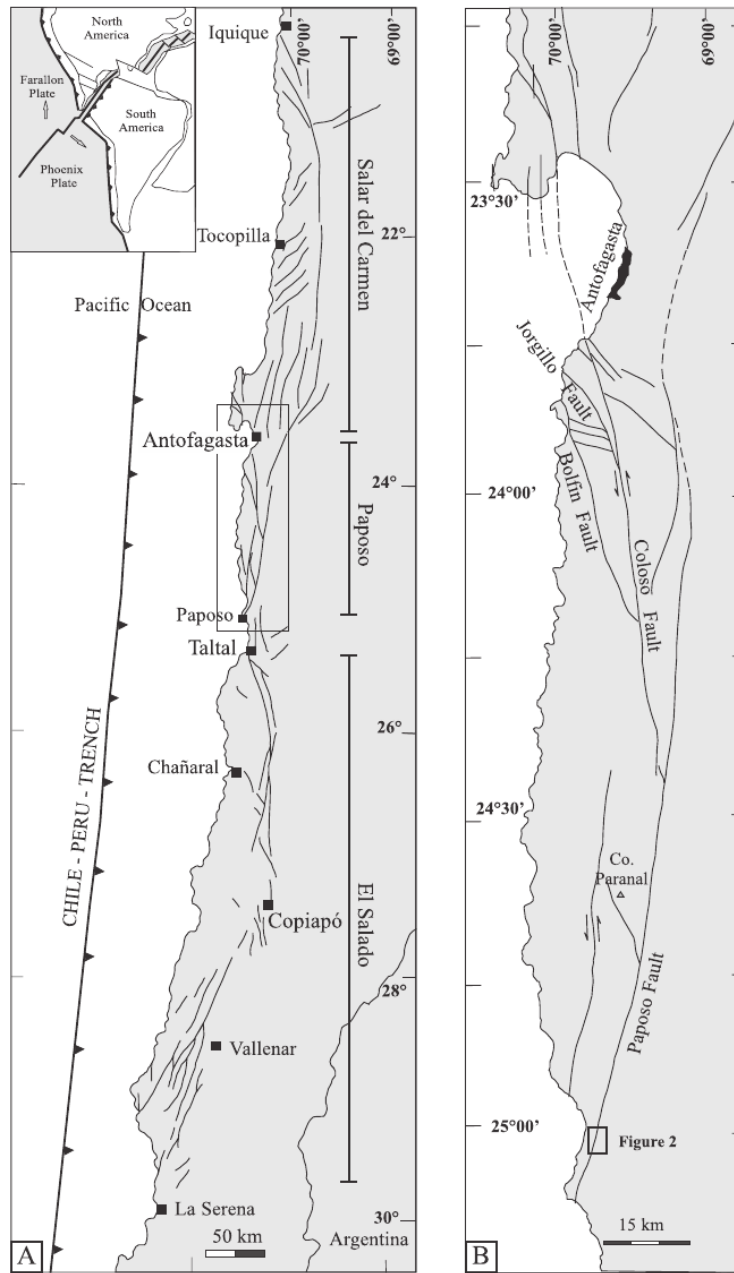 North
America
Farallon
Plate
South
America
Phoenix
Plate
Iquique
70°00'
69°00'
Salar del Carmen
Tocopilla
22°
Pacific Ocean
Antofagasta
24°
Paposo
Paposo
Taltal
26°
Chañaral
CHILE - PERU - TRENCH
El Salado
Copiapó
28°
Vallenar
La Serena
50 km
30°
Argentina
A
70°00'
69°00'
23°30'
Antofagasta
Jorgillo Fault
Bolfin Fault
24°00'
Coloso Fault
24°30'
Co.
Paranal
Paposo Fault
25°00'
Figure 2
15 km
B